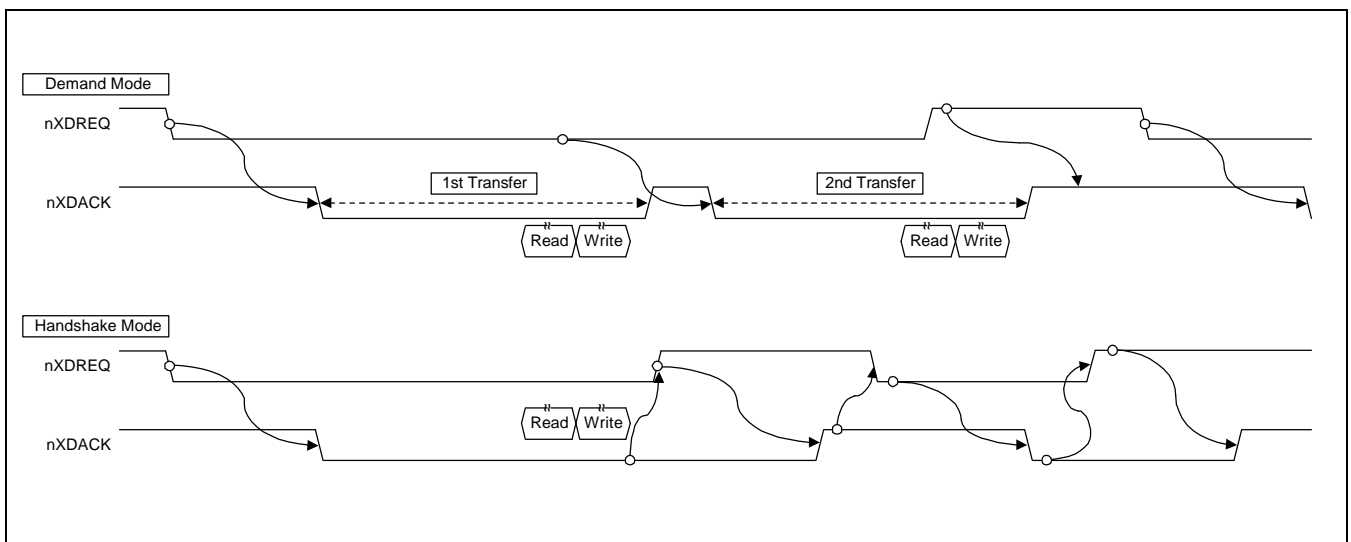 Demand Mode
nXDREQ
1st Transfer
2nd Transfer
nXDACK
Read Write
Read Write
Handshake Mode
nXDREQ
Read Write
nXDACK